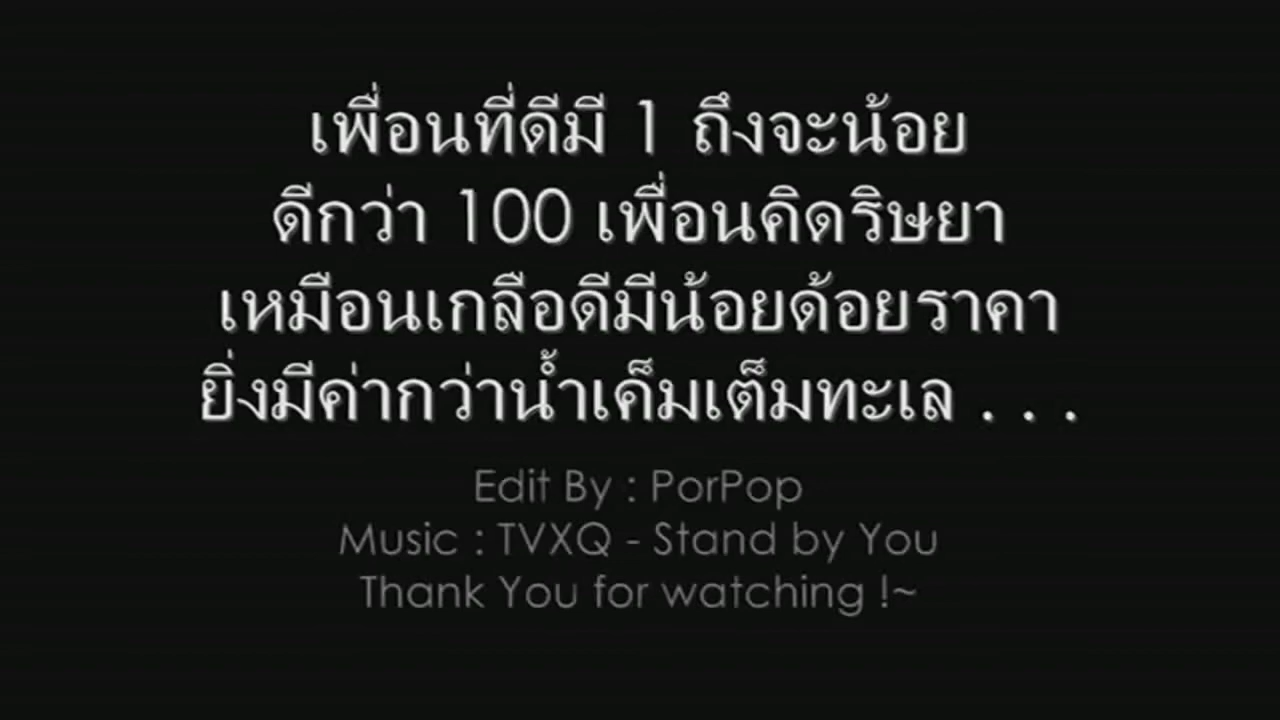 เพื่อนที่ดีมี 1 ถึงจะน้อย
ดีกว่า 100 เพื่อนคิดริษยา
เหมือนเกลือดีมีน้อยด้อยราคา
ยิ่งมีค่ากว่าน้ำเค็มเต็มทะเล . . .
Edit By : PorPop
Music : TVXQ - Stand by You
Thank You for watching !~